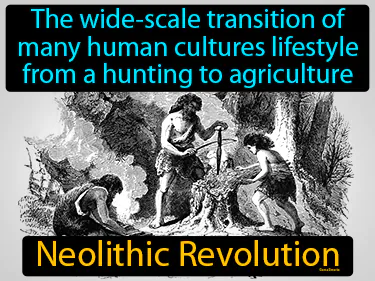 The wide-scale transition of
many human cultures lifestyle
from a hunting to agriculture
Neolithic Revolution